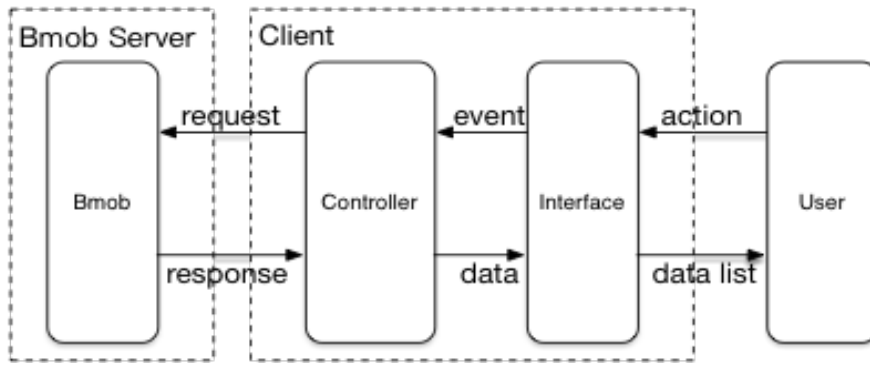 Bmob Server
Client
request
event
action
Bmob
Controller
Interface
User
response
data
data list